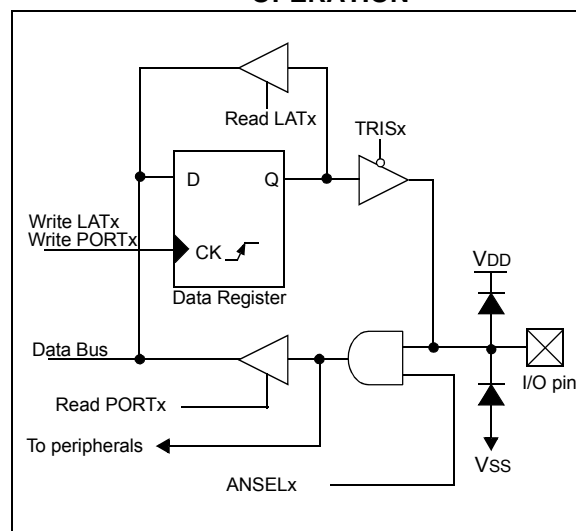 OPERATION
Read LATx
TRISx
D
Q
Write LATx
Write PORTx
CK
Data Register
VDD
Data Bus
I/O pin
Read PORTx
To peripherals
VSS
ANSELx